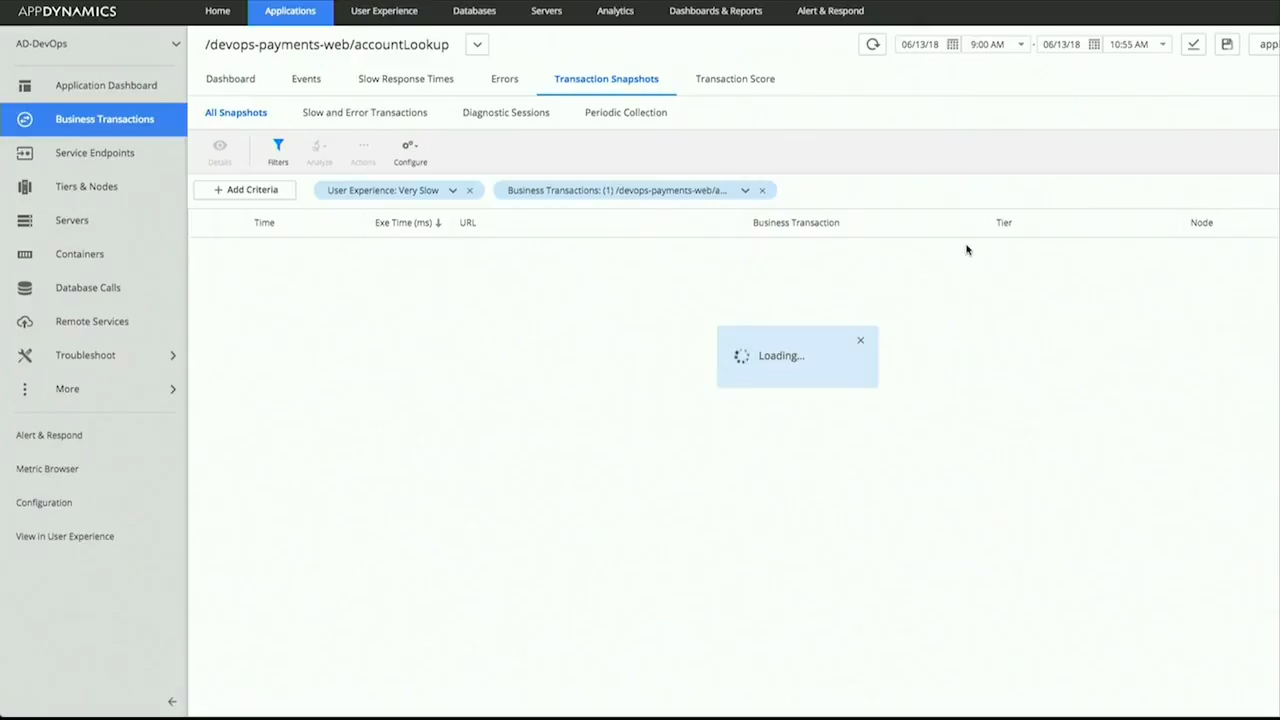 APPDYNAMICS Home Applications User Experience Databases Servers Analytics Dashboards & Reports Alert & Respond
AD-DevOps
/devops-payments-web/accountLookup
06/13/18 9:00 AM - 06/13/18 10:55 AM app
Dashboard Events Slow Response Times Errors Transaction Snapshots Transaction Score
Application Dashboard
Business Transactions
Service Endpoints
Tiers & Nodes
Servers
Containers
Database Calls
Remote Services
Troubleshoot
More
Alert & Respond
Metric Browser
Configuration
View in User Experience
All Snapshots Slow and Error Transactions Diagnostic Sessions Periodic Collection
Details Filters Analyze Actions Configure
+ Add Criteria User Experience: Very Slow Business Transactions: (1) /devops-payments-web/a...
Time Exe Time (ms) URL Business Transaction Tier Node
Loading...